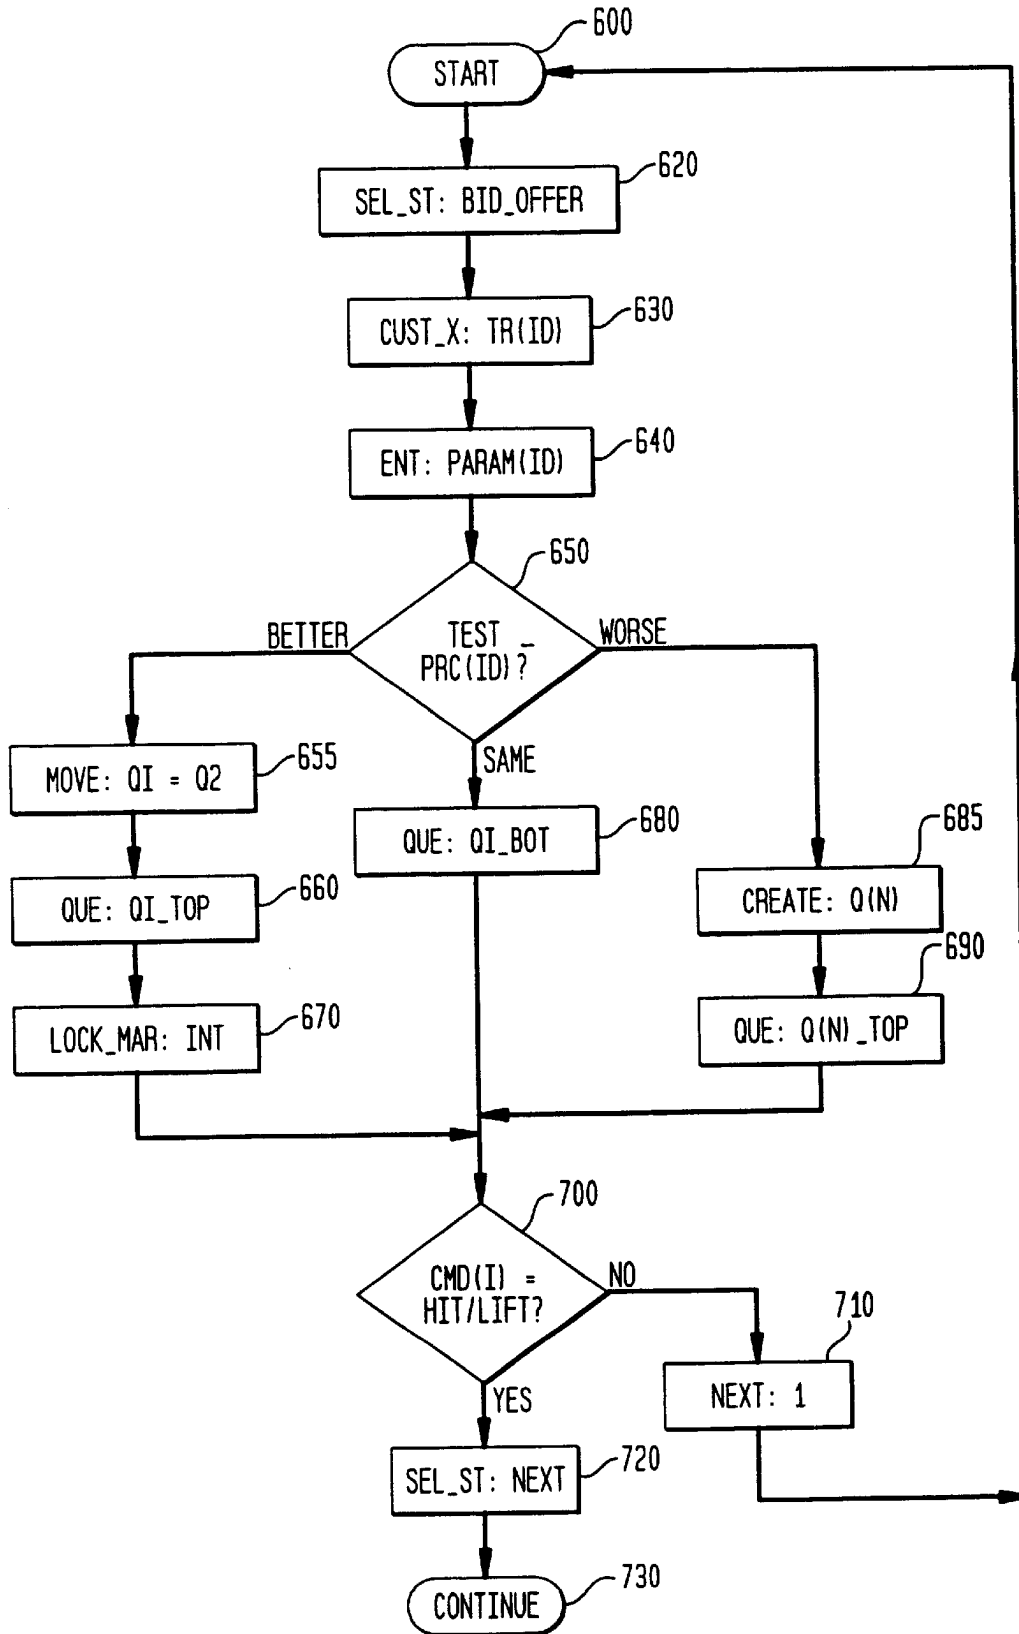 600
START
620
SEL_ST: BID_OFFER
630
CUST_X: TR(ID)
640
ENT: PARAM(ID)
650
BETTER
TEST _
PRC(ID)?
WORSE
SAME
655
MOVE: QI = Q2
680
QUE: QI_BOT
685
CREATE: Q(N)
660
QUE: QI_TOP
690
QUE: Q(N)_TOP
670
LOCK_MAR: INT
700
CMD(I) =
HIT/LIFT?
NO
YES
710
NEXT: 1
720
SEL_ST: NEXT
730
CONTINUE